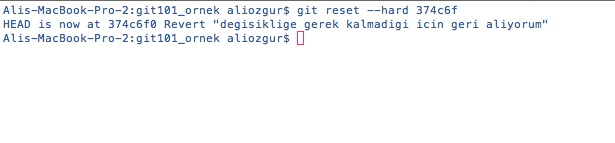 Alis-MacBook-Pro-2:git101_ornek aliozgur$ git reset --hard 374c6f
HEAD is now at 374c6f0 Revert "degisiklige gerek kalmadigi icin geri aliyorum"
Alis-MacBook-Pro-2:git101_ornek aliozgur$